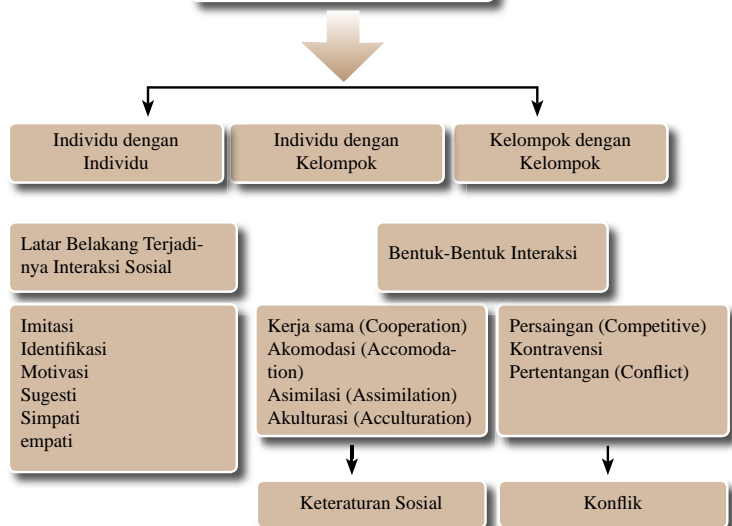 Individu dengan
Individu
Individu dengan
Kelompok
Kelompok dengan
Kelompok
Latar Belakang Terjadi-
nya Interaksi Sosial
Bentuk-Bentuk Interaksi
Imitasi
Identifikasi
Motivasi
Sugesti
Simpati
empati
Kerja sama (Cooperation)
Akomodasi (Accomoda-
tion)
Asimilasi (Assimilation)
Akulturasi (Acculturation)
Persaingan (Competitive)
Kontravensi
Pertentangan (Conflict)
Keteraturan Sosial
Konflik